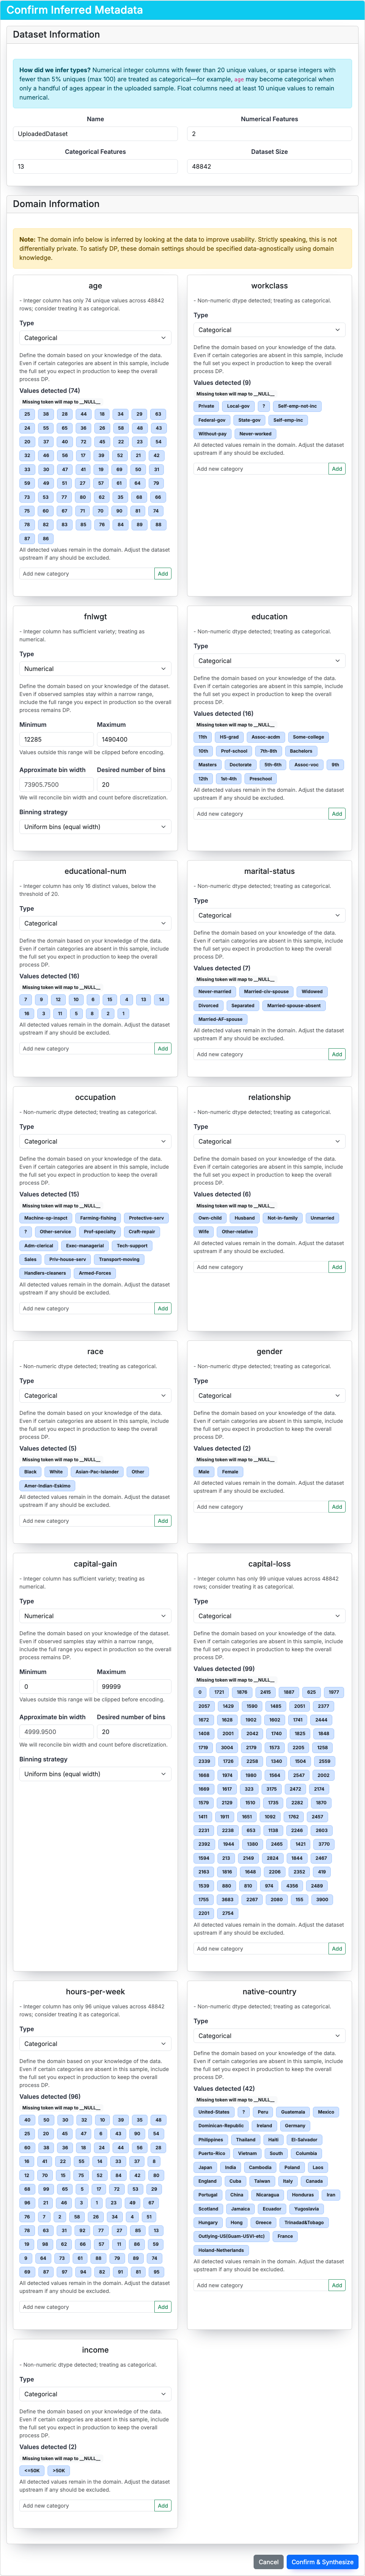 Confirm Inferred Metadata
Dataset Information
How did we infer types? Numerical integer columns with fewer than 20 unique values, or sparse integers with
fewer than 5% uniques (max 100) are treated as categorical—for example, age may become categorical when
only a handful of ages appear in the uploaded sample. Float columns need at least 10 unique values to remain
numerical.
Name
Numerical Features
UploadedDataset
2
Categorical Features
Dataset Size
13
48842
Domain Information
Note: The domain info below is inferred by looking at the data to improve usability. Strictly speaking, this is not
differentially private. To satisfy DP, these domain settings should be specified data-agnostically using domain
knowledge.
age
- Integer column has only 74 unique values across 48842
rows; consider treating it as categorical.
Type
Categorical
Define the domain based on your knowledge of the data.
Even if certain categories are absent in this sample, include
the full set you expect in production to keep the overall
process DP.
Values detected (74)
Missing token will map to __NULL__
25 38 28 44 18 34 29 63
24 55 65 36 26 58 48 43
20 37 40 72 45 22 23 54
32 46 56 17 39 52 21 42
33 30 47 41 19 69 50 31
59 49 51 27 57 61 64 79
73 53 77 80 62 35 68 66
75 60 67 71 70 90 81 74
78 82 83 85 76 84 89 88
87 86
All detected values remain in the domain. Adjust the dataset
upstream if any should be excluded.
Add new category Add
workclass
- Non-numeric dtype detected; treating as categorical.
Type
Categorical
Define the domain based on your knowledge of the data.
Even if certain categories are absent in this sample, include
the full set you expect in production to keep the overall
process DP.
Values detected (9)
Missing token will map to __NULL__
Private Local-gov ? Self-emp-not-inc
Federal-gov State-gov Self-emp-inc
Without-pay Never-worked
All detected values remain in the domain. Adjust the dataset
upstream if any should be excluded.
Add new category Add
fnlwgt
- Integer column has sufficient variety; treating as
numerical.
Type
Numerical
Define the domain based on your knowledge of the dataset.
Even if observed samples stay within a narrow range,
include the full range you expect in production so the overall
process remains DP.
Minimum Maximum
12285 1490400
Values outside this range will be clipped before encoding.
Approximate bin width Desired number of bins
73905.7500 20
We will reconcile bin width and count before discretization.
Binning strategy
Uniform bins (equal width)
education
- Non-numeric dtype detected; treating as categorical.
Type
Categorical
Define the domain based on your knowledge of the data.
Even if certain categories are absent in this sample, include
the full set you expect in production to keep the overall
process DP.
Values detected (16)
Missing token will map to __NULL__
11th HS-grad Assoc-acdm Some-college
10th Prof-school 7th-8th Bachelors
Masters Doctorate 5th-6th Assoc-voc 9th
12th 1st-4th Preschool
All detected values remain in the domain. Adjust the dataset
upstream if any should be excluded.
Add new category Add
educational-num
- Integer column has only 16 distinct values, below the
threshold of 20.
Type
Categorical
Define the domain based on your knowledge of the data.
Even if certain categories are absent in this sample, include
the full set you expect in production to keep the overall
process DP.
Values detected (16)
Missing token will map to __NULL__
7 9 12 10 6 15 4 13 14
16 3 11 5 8 2 1
All detected values remain in the domain. Adjust the dataset
upstream if any should be excluded.
Add new category Add
marital-status
- Non-numeric dtype detected; treating as categorical.
Type
Categorical
Define the domain based on your knowledge of the data.
Even if certain categories are absent in this sample, include
the full set you expect in production to keep the overall
process DP.
Values detected (7)
Missing token will map to __NULL__
Never-married Married-civ-spouse Widowed
Divorced Separated Married-spouse-absent
Married-AF-spouse
All detected values remain in the domain. Adjust the dataset
upstream if any should be excluded.
Add new category Add
occupation
- Non-numeric dtype detected; treating as categorical.
Type
Categorical
Define the domain based on your knowledge of the data.
Even if certain categories are absent in this sample, include
the full set you expect in production to keep the overall
process DP.
Values detected (15)
Missing token will map to __NULL__
Machine-op-inspct Farming-fishing Protective-serv
? Other-service Prof-specialty Craft-repair
Adm-clerical Exec-managerial Tech-support
Sales Priv-house-serv Transport-moving
Handlers-cleaners Armed-Forces
All detected values remain in the domain. Adjust the dataset
upstream if any should be excluded.
Add new category Add
relationship
- Non-numeric dtype detected; treating as categorical.
Type
Categorical
Define the domain based on your knowledge of the data.
Even if certain categories are absent in this sample, include
the full set you expect in production to keep the overall
process DP.
Values detected (6)
Missing token will map to __NULL__
Own-child Husband Not-in-family Unmarried
Wife Other-relative
All detected values remain in the domain. Adjust the dataset
upstream if any should be excluded.
Add new category Add
race
- Non-numeric dtype detected; treating as categorical.
Type
Categorical
Define the domain based on your knowledge of the data.
Even if certain categories are absent in this sample, include
the full set you expect in production to keep the overall
process DP.
Values detected (5)
Missing token will map to __NULL__
Black White Asian-Pac-Islander Other
Amer-Indian-Eskimo
All detected values remain in the domain. Adjust the dataset
upstream if any should be excluded.
Add new category Add
gender
- Non-numeric dtype detected; treating as categorical.
Type
Categorical
Define the domain based on your knowledge of the data.
Even if certain categories are absent in this sample, include
the full set you expect in production to keep the overall
process DP.
Values detected (2)
Missing token will map to __NULL__
Male Female
All detected values remain in the domain. Adjust the dataset
upstream if any should be excluded.
Add new category Add
capital-gain
- Integer column has sufficient variety; treating as
numerical.
Type
Numerical
Define the domain based on your knowledge of the dataset.
Even if observed samples stay within a narrow range,
include the full range you expect in production so the overall
process remains DP.
Minimum Maximum
0 99999
Values outside this range will be clipped before encoding.
Approximate bin width Desired number of bins
4999.9500 20
We will reconcile bin width and count before discretization.
Binning strategy
Uniform bins (equal width)
capital-loss
- Integer column has only 99 unique values across 48842
rows; consider treating it as categorical.
Type
Categorical
Define the domain based on your knowledge of the data.
Even if certain categories are absent in this sample, include
the full set you expect in production to keep the overall
process DP.
Values detected (99)
Missing token will map to __NULL__
0 1721 1876 2415 1887 625 1977
2057 1429 1590 1485 2051 2377
1672 1628 1902 1602 1741 2444
1408 2001 2042 1740 1825 1848
1719 3004 2179 1573 2205 1258
2339 1726 2258 1340 1504 2559
1668 1974 1980 1564 2547 2002
1669 1617 323 3175 2472 2174
1579 2129 1510 1735 2282 1870
1411 1911 1651 1092 1762 2457
2231 2238 653 1138 2246 2603
2392 1944 1380 2465 1421 3770
1594 213 2149 2824 1844 2467
2163 1816 1648 2206 2352 419
1539 880 810 974 4356 2489
1755 3683 2267 2080 155 3900
2201 2754
All detected values remain in the domain. Adjust the dataset
upstream if any should be excluded.
Add new category Add
hours-per-week
- Integer column has only 96 unique values across 48842
rows; consider treating it as categorical.
Type
Categorical
Define the domain based on your knowledge of the data.
Even if certain categories are absent in this sample, include
the full set you expect in production to keep the overall
process DP.
Values detected (96)
Missing token will map to __NULL__
40 50 30 32 10 39 35 48
25 20 45 47 6 43 90 54
60 38 36 18 24 44 56 28
16 41 22 55 14 33 37 8
12 70 15 75 52 84 42 80
68 99 65 5 17 72 53 29
96 21 46 3 1 23 49 67
76 7 2 58 26 34 4 51
78 63 31 92 77 27 85 13
19 98 62 66 57 11 86 59
9 64 73 61 88 79 89 74
69 87 97 94 82 91 81 95
All detected values remain in the domain. Adjust the dataset
upstream if any should be excluded.
Add new category Add
native-country
- Non-numeric dtype detected; treating as categorical.
Type
Categorical
Define the domain based on your knowledge of the data.
Even if certain categories are absent in this sample, include
the full set you expect in production to keep the overall
process DP.
Values detected (42)
Missing token will map to __NULL__
United-States ? Peru Guatemala Mexico
Dominican-Republic Ireland Germany
Philippines Thailand Haiti El-Salvador
Puerto-Rico Vietnam South Columbia
Japan India Cambodia Poland Laos
England Cuba Taiwan Italy Canada
Portugal China Nicaragua Honduras Iran
Scotland Jamaica Ecuador Yugoslavia
Hungary Hong Greece Trinadad&Tobago
Outlying-US(Guam-USVI-etc) France
Holand-Netherlands
All detected values remain in the domain. Adjust the dataset
upstream if any should be excluded.
Add new category Add
income
- Non-numeric dtype detected; treating as categorical.
Type
Categorical
Define the domain based on your knowledge of the data.
Even if certain categories are absent in this sample, include
the full set you expect in production to keep the overall
process DP.
Values detected (2)
Missing token will map to __NULL__
<=50K >50K
All detected values remain in the domain. Adjust the dataset
upstream if any should be excluded.
Add new category Add
Cancel Confirm & Synthesize